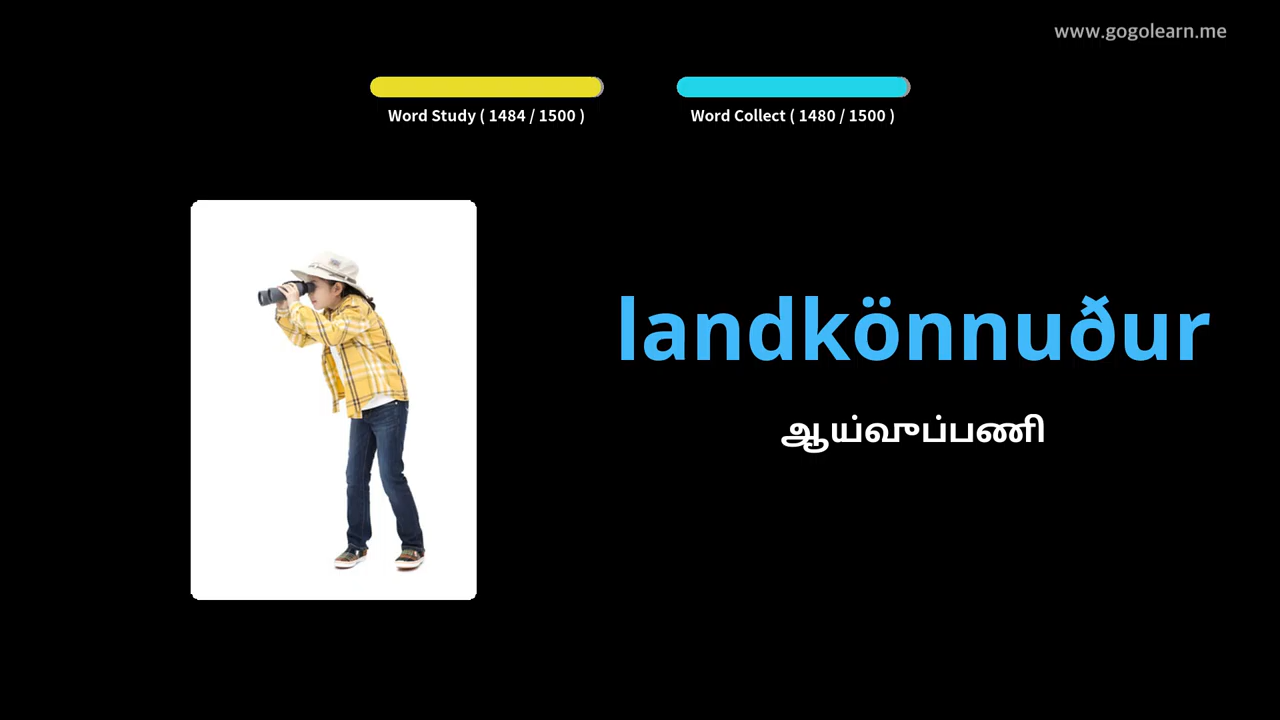 www.gogolearn.me
Word Study ( 1484 / 1500 )
Word Collect ( 1480 / 1500 )
landkönnuður
ஆய்வுப்பணி